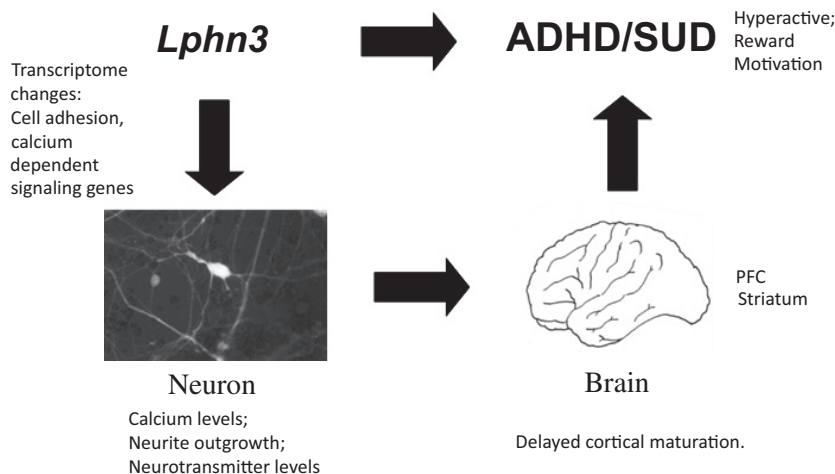 Lphn3
ADHD/SUD
Hyperactive;
Reward
Motivation
Transcriptome
changes:
Cell adhesion,
calcium
dependent
signaling genes
PFC
Striatum
Neuron
Calcium levels;
Neurite outgrowth;
Neurotransmitter levels
Brain
Delayed cortical maturation.